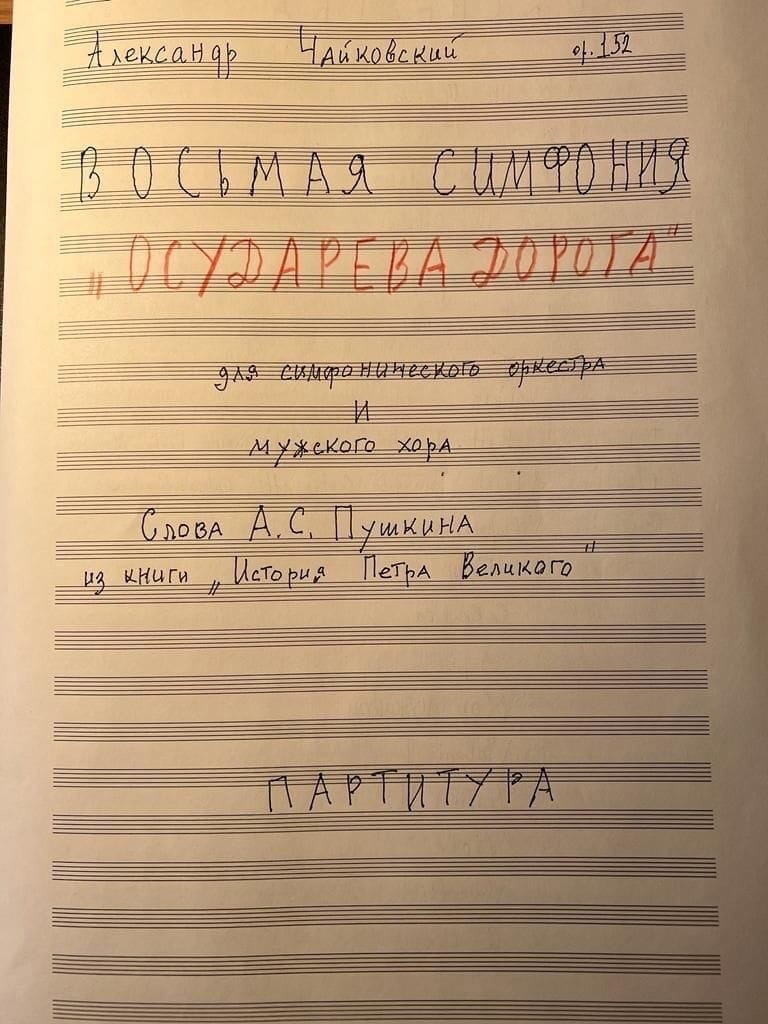 Александр Чайковский ор. 152
ВОСЬМАЯ СИМФОНИЯ
„ОСУДАРЕВА ДОРОГА"
для симфонического оркестра
и
мужского хора
Слова А.С. Пушкина
из книги „История Петра Великого"
ПАРТИТУРА